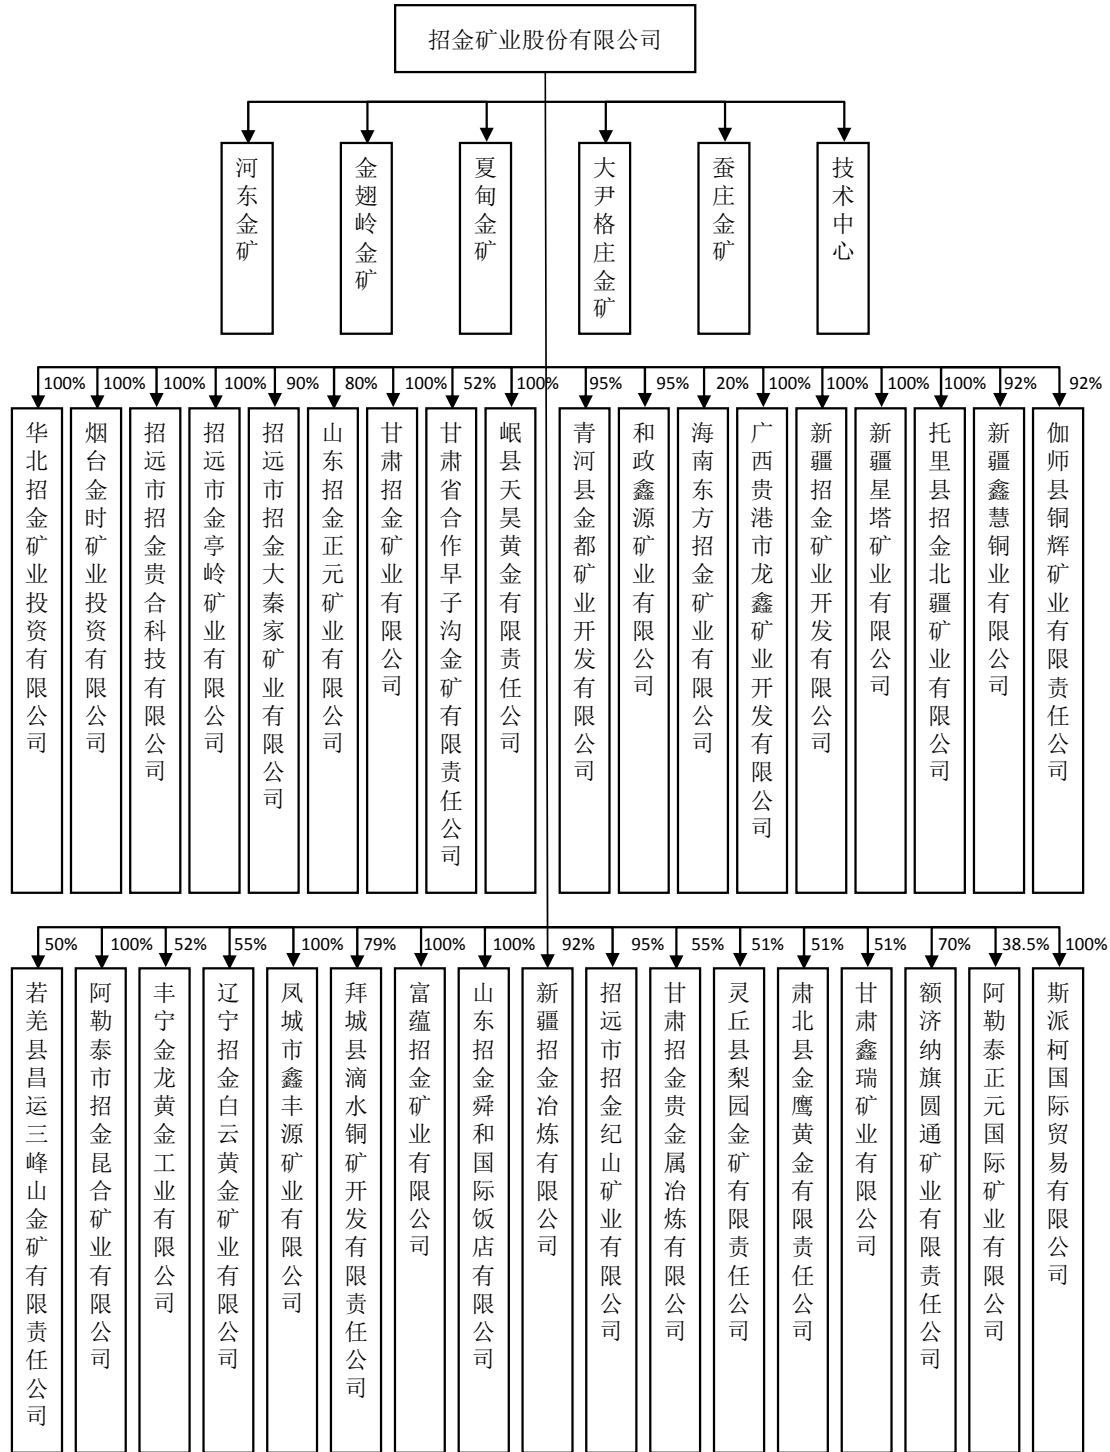 招金矿业股份有限公司
河东金矿
金翅岭金矿
夏甸金矿
大尹格庄金矿
蚕庄金矿
技术中心
100%
100%
100%
100%
90%
80%
100%
52%
100%
95%
95%
20%
100%
100%
100%
100%
92%
92%
华北招金矿业投资有限公司
烟台金时矿业投资有限公司
招远市招金贵合科技有限公司
招远市金亭岭矿业有限公司
招远市招金大秦家矿业有限公司
山东招金正元矿业有限公司
甘肃招金矿业有限公司
甘肃省合作早子沟金矿有限责任公司
岷县天昊黄金有限责任公司
青河县金都矿业开发有限公司
和政鑫源矿业有限公司
海南东方招金矿业有限公司
广西贵港市龙鑫矿业开发有限公司
新疆招金矿业开发有限公司
新疆星塔矿业有限公司
托里县招金北疆矿业有限公司
新疆鑫慧铜业有限公司
伽师县铜辉矿业有限责任公司
50%
100%
52%
55%
100%
79%
100%
100%
92%
95%
55%
51%
51%
51%
70%
38.5%
100%
若羌县昌运三峰山金矿有限责任公司
阿勒泰市招金昆合矿业有限公司
丰宁金龙黄金工业有限公司
辽宁招金白云黄金矿业有限公司
凤城市鑫丰源矿业有限公司
拜城县滴水铜矿开发有限责任公司
富蕴招金矿业有限公司
山东招金舜和国际饭店有限公司
新疆招金冶炼有限公司
招远市招金纪山矿业有限公司
甘肃招金贵金属冶炼有限公司
灵丘县梨园金矿有限责任公司
肃北县金鹰黄金有限责任公司
甘肃鑫瑞矿业有限公司
额济纳旗圆通矿业有限责任公司
阿勒泰正元国际矿业有限公司
斯派柯国际贸易有限公司